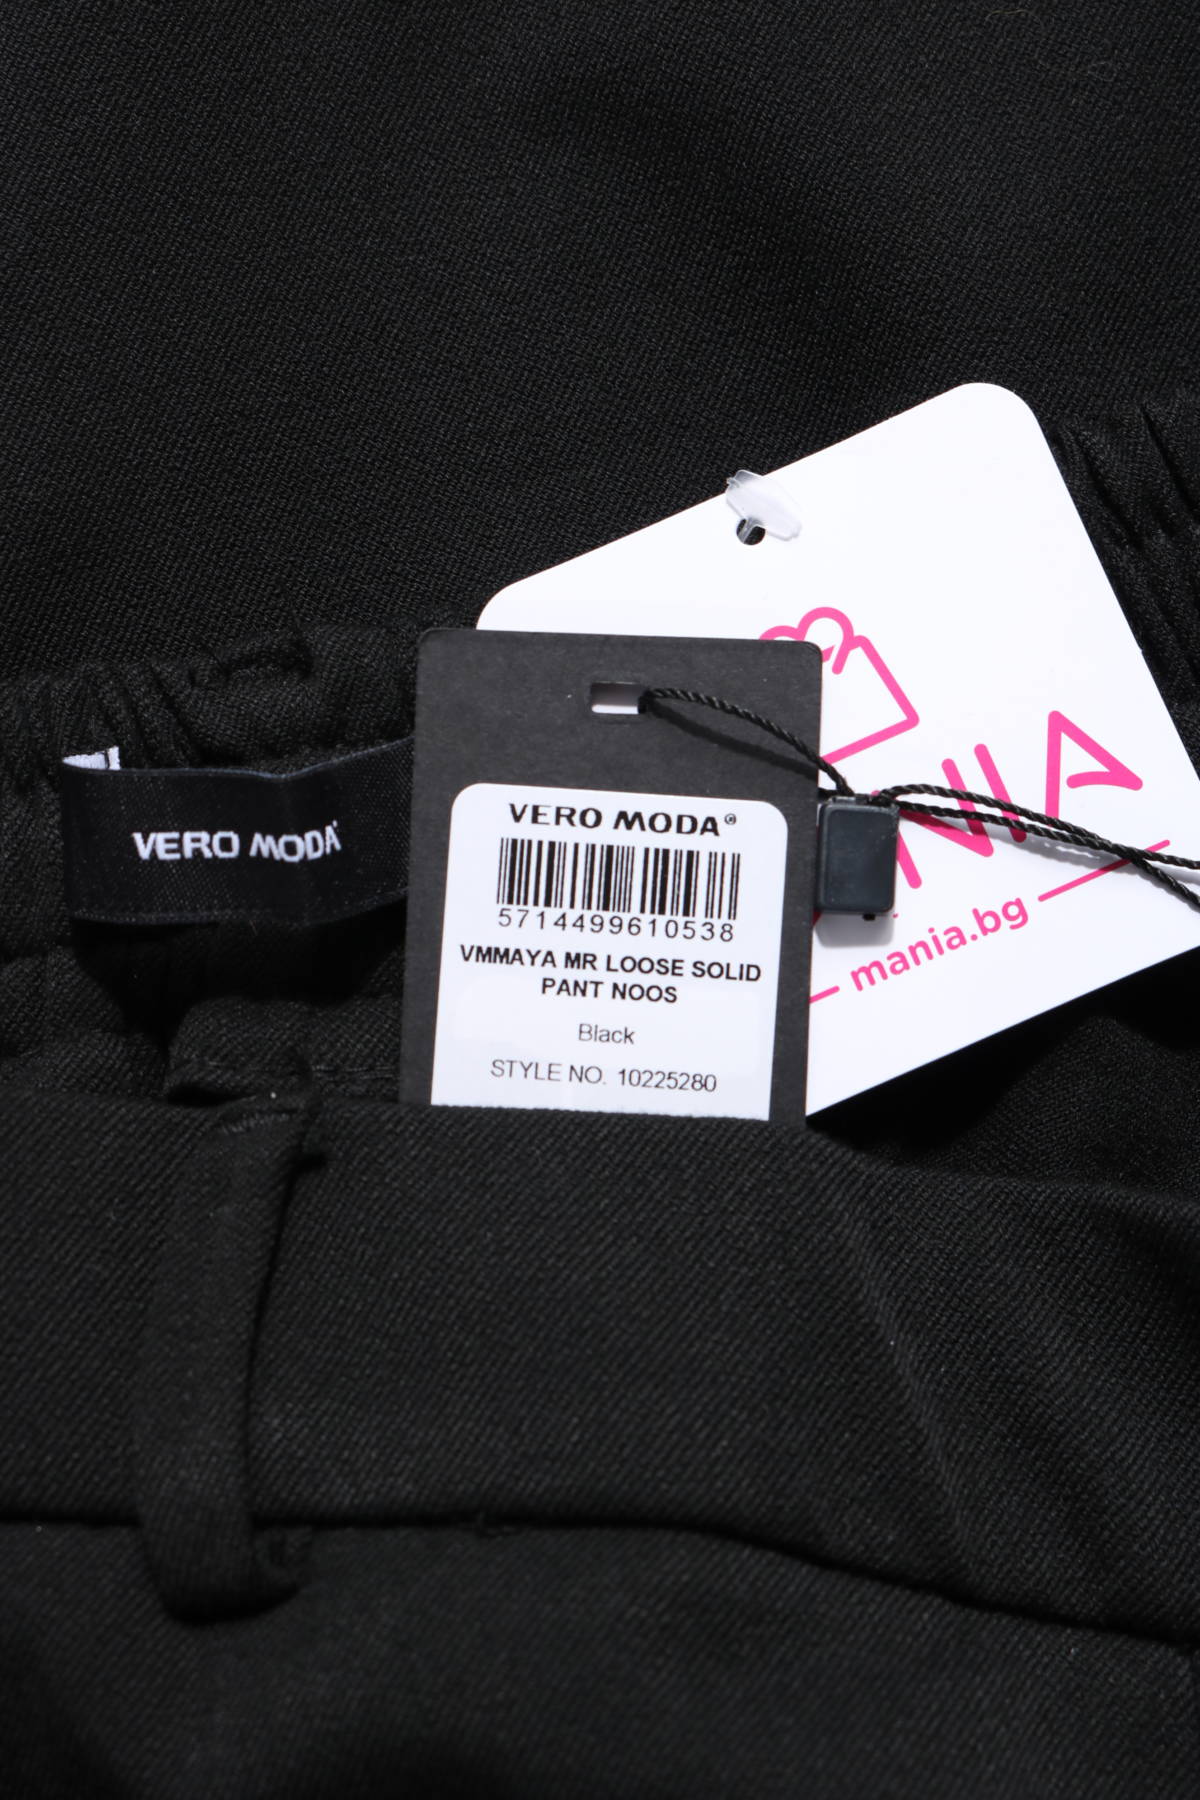 VERO MODA
VERO MODA®
5714499610538
VMMAYA MR LOOSE SOLID
PANT NOOS
Black
STYLE NO. 10225280
mania.bg